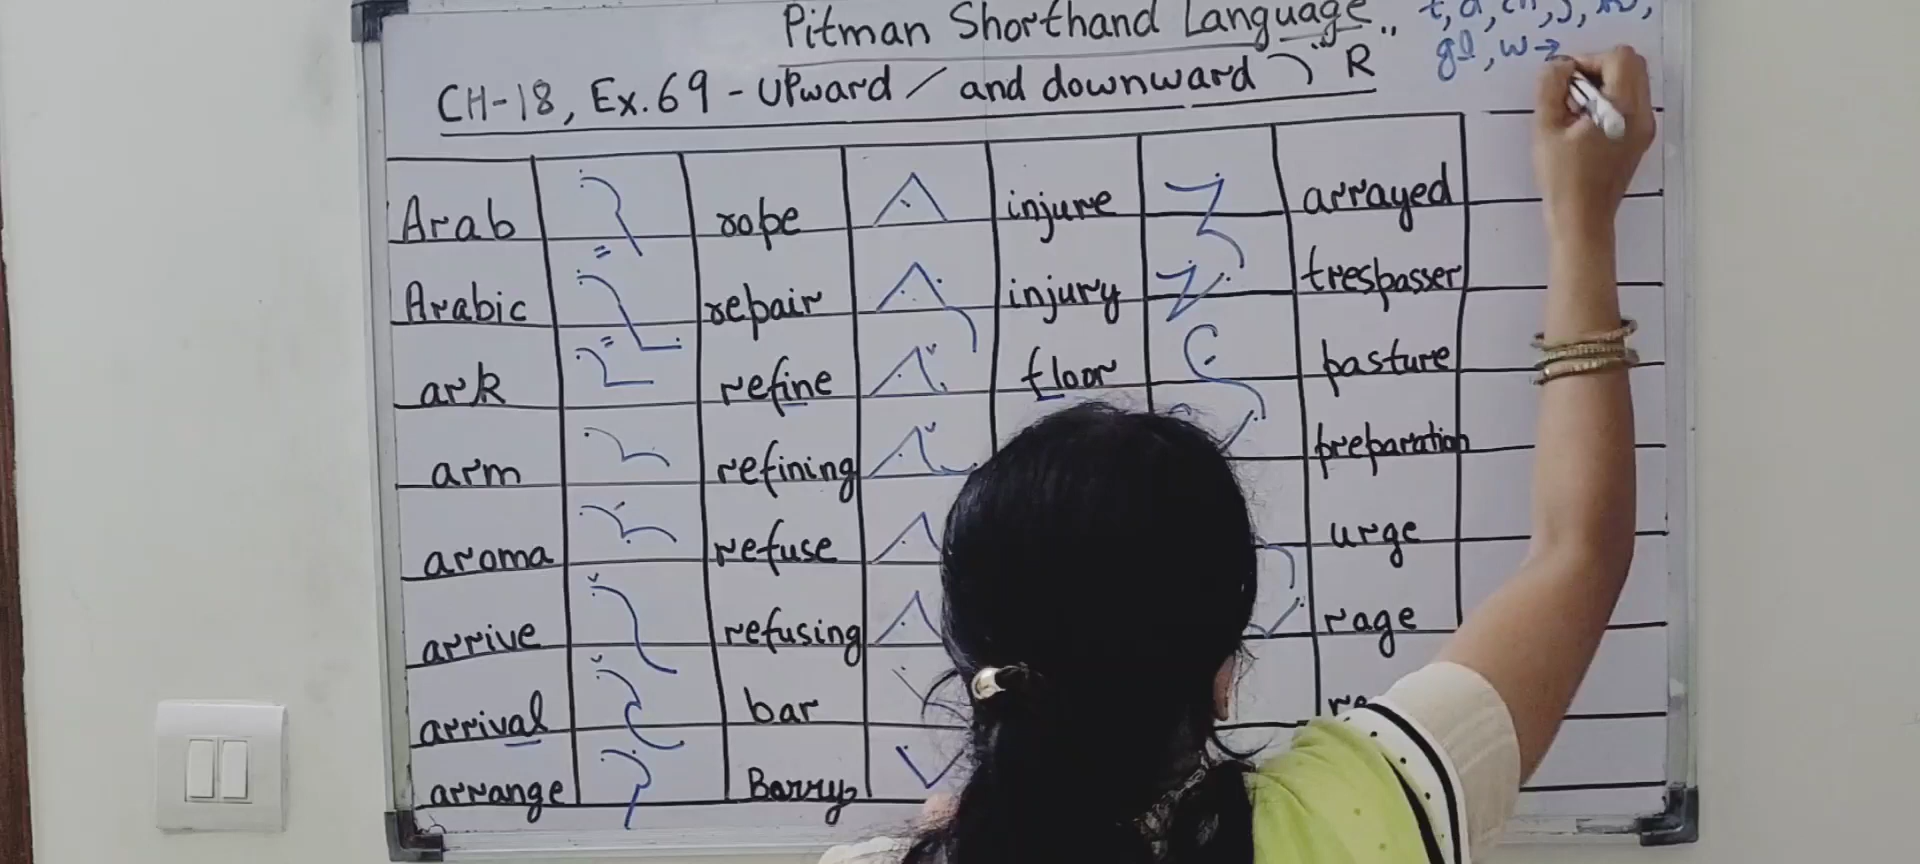 Pitman Shorthand Language"
gl, w→
CH-18, Ex.69 - Upward / and downward ) R
Arab rope injure arrayed
Arabic repair injury trespasser
ark refine floor pasture
arm refining preparation
aroma refuse urge
arrive refusing rage
arrival bar
arrange Barry